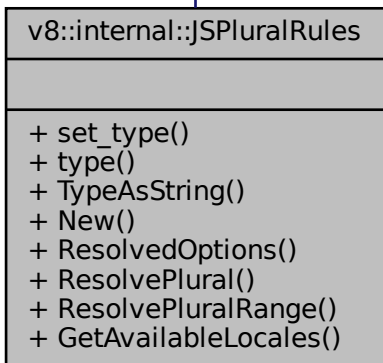 v8::internal::JSPluralRules
+ set_type()
+ type()
+ TypeAsString()
+ New()
+ ResolvedOptions()
+ ResolvePlural()
+ ResolvePluralRange()
+ GetAvailableLocales()